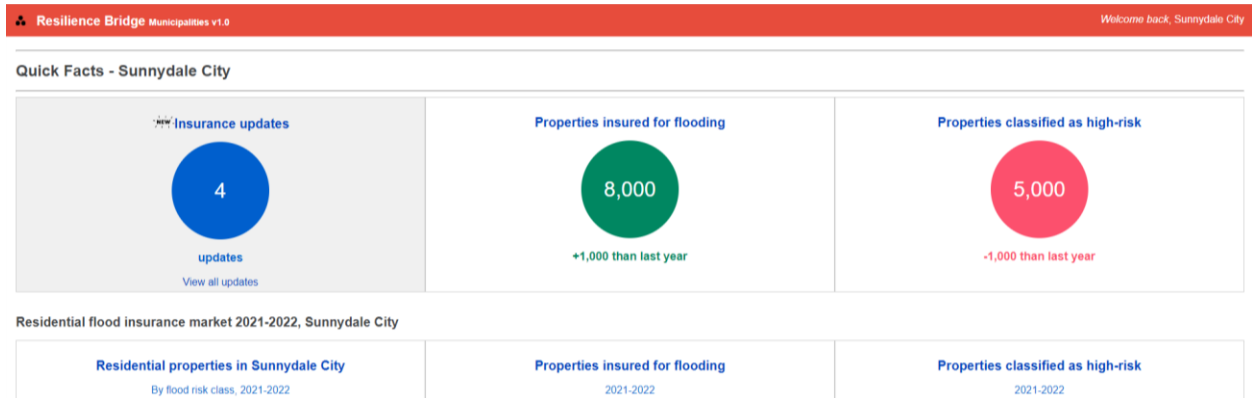 Resilience Bridge Municipalities v1.0
Welcome back, Sunnydale City
Quick Facts - Sunnydale City
NEW Insurance updates
4
updates
View all updates
Properties insured for flooding
8,000
+1,000 than last year
Properties classified as high-risk
5,000
-1,000 than last year
Residential flood insurance market 2021-2022, Sunnydale City
Residential properties in Sunnydale City
By flood risk class, 2021-2022
Properties insured for flooding
2021-2022
Properties classified as high-risk
2021-2022